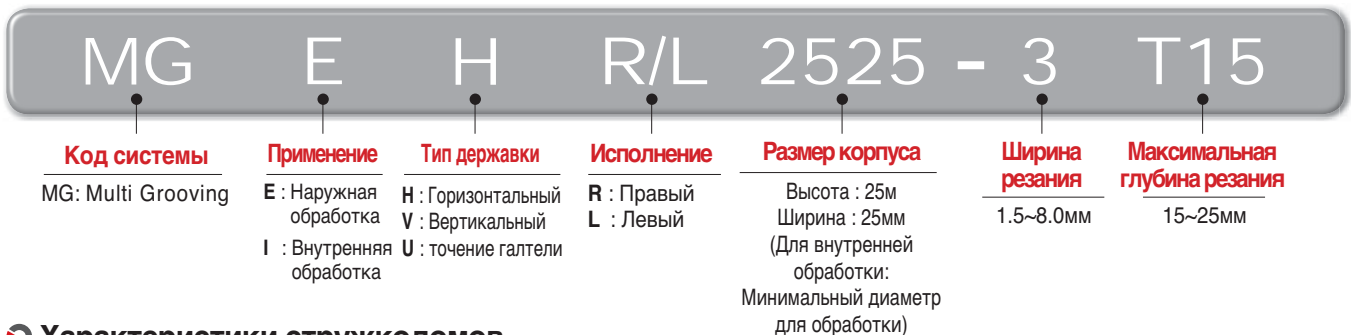 MG E H R/L 2525 - 3 T15
Код системы
MG: Multi Grooving
Применение
E : Наружная
обработка
I : Внутренняя
обработка
Тип державки
H : Горизонтальный
V : Вертикальный
U : точение галтели
Исполнение
R : Правый
L : Левый
Размер корпуса
Высота : 25м
Ширина : 25мм
(Для внутренней
обработки:
Минимальный диаметр
для обработки)
Ширина
резания
1.5~8.0мм
Максимальная
глубина резания
15~25мм
Характеристики стружколомов